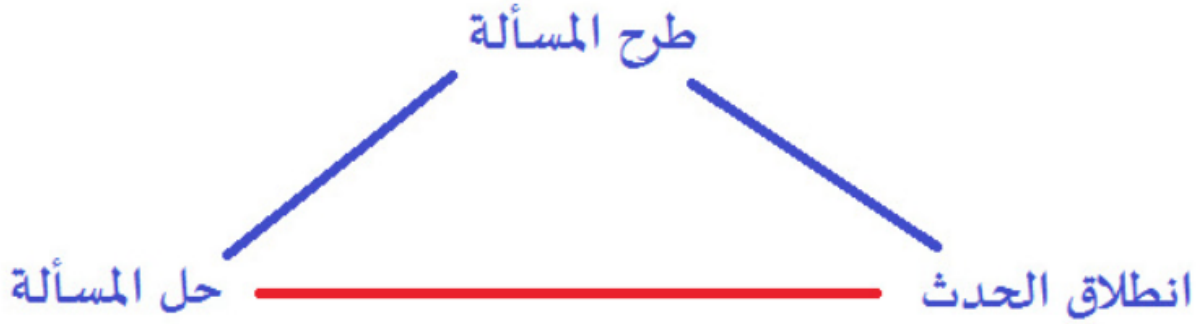 طرح المسألة
انطلاق الحدث
حل المسألة